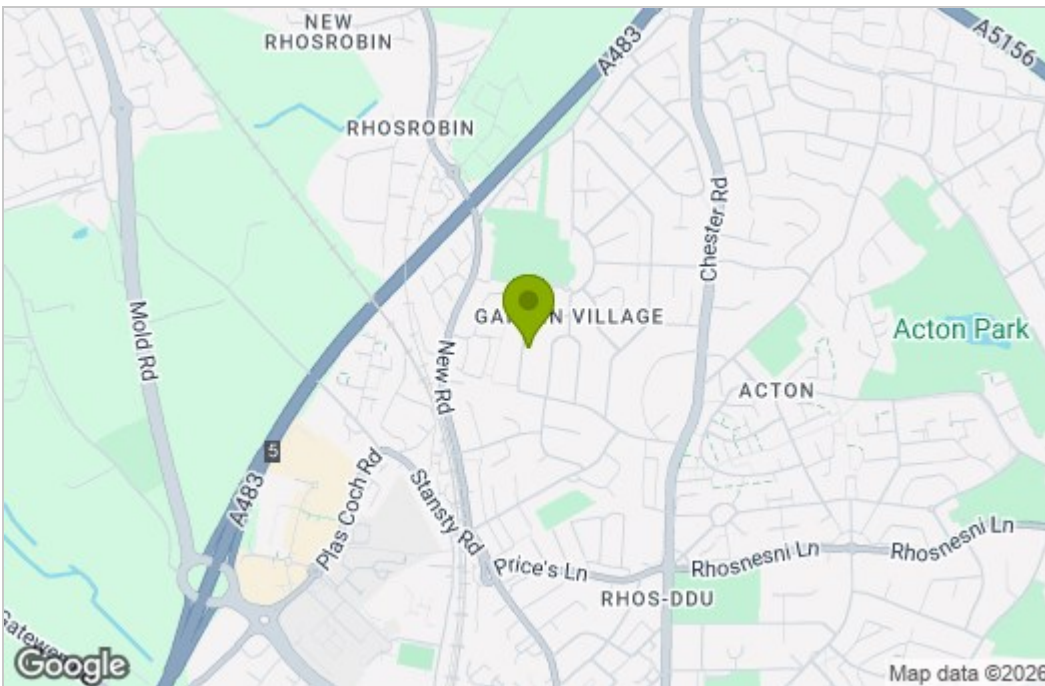 NEW
RHOSROBIN
A483
A5156
RHOSROBIN
Chester Rd
Mold Rd
GA
N VILLAGE
Acton Park
New Rd
ACTON
5
A483
Plas Coch Rd
Stansty Rd
Price's Ln
Rhosnesni Ln
Rhosnesni Ln
RHOS-DDU
Google
Map data ©2026